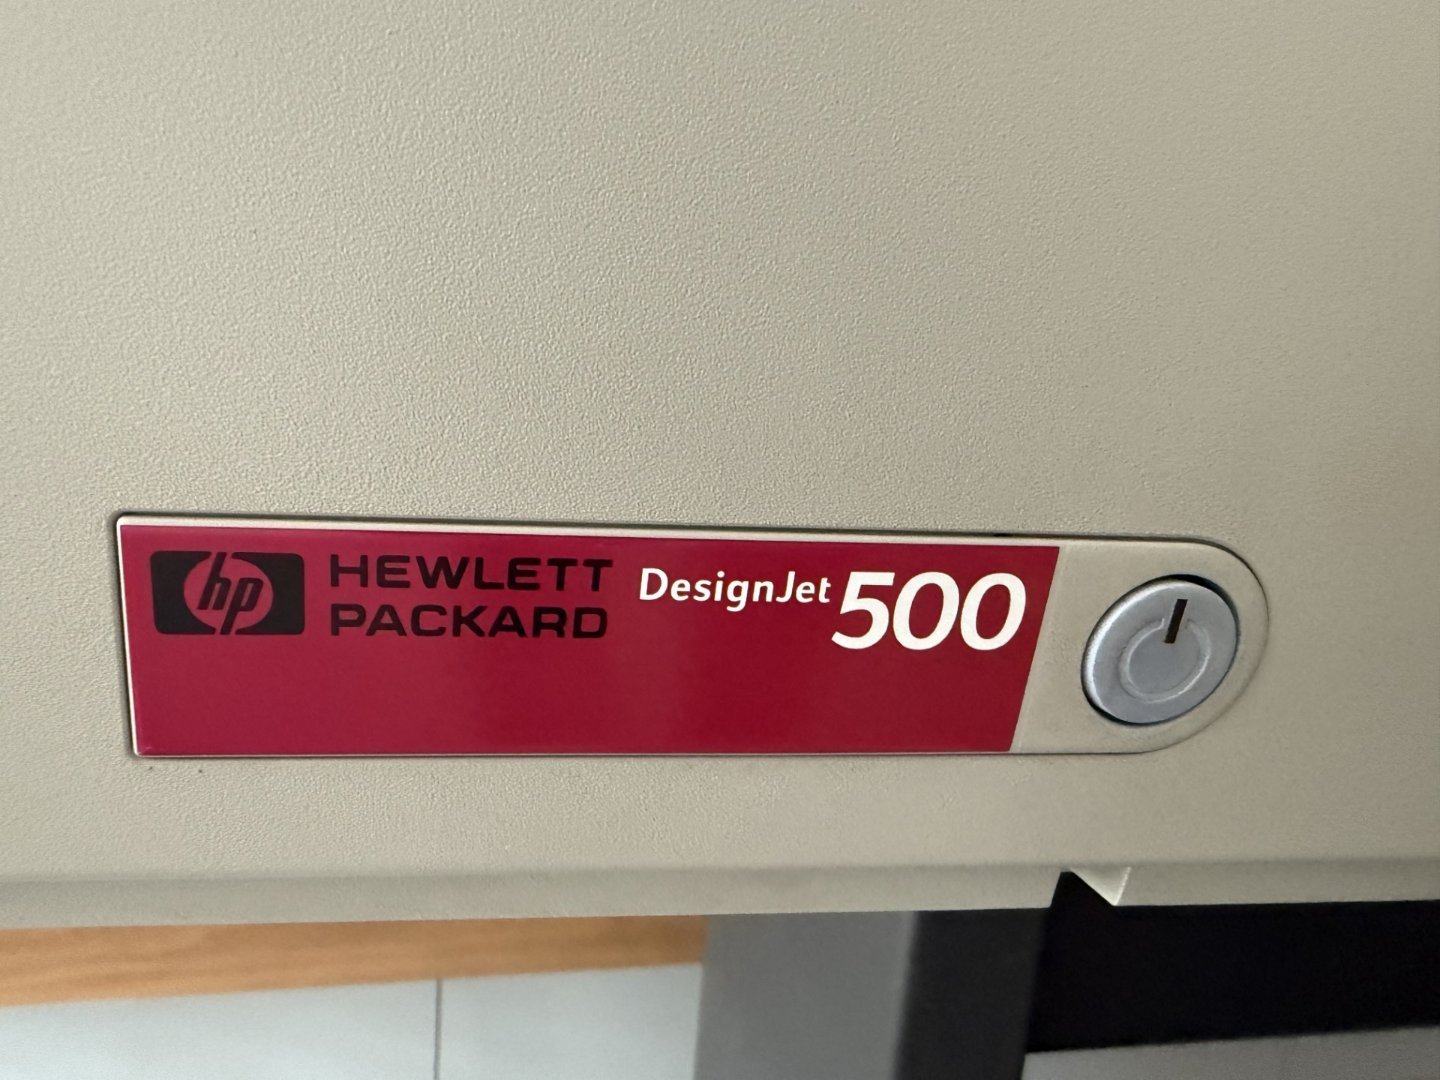 hp
HEWLETT
PACKARD
DesignJet 500